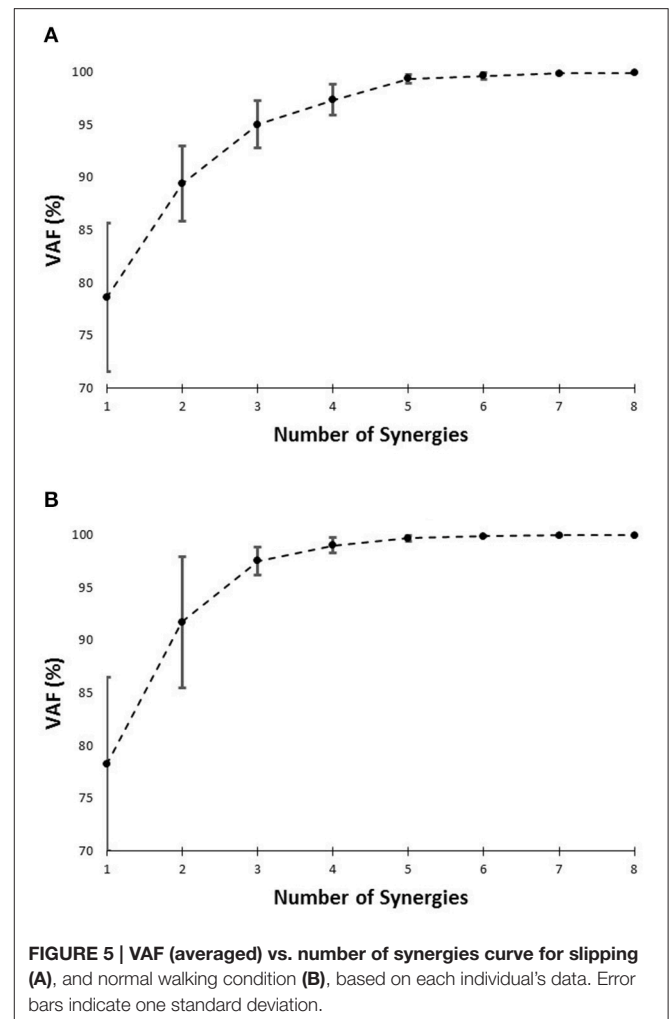 A
100
95
90
85
80
75
70
VAF (%)
1 2 3 4 5 6 7 8
Number of Synergies
B
100
95
90
85
80
75
70
VAF (%)
1 2 3 4 5 6 7 8
Number of Synergies
FIGURE 5 | VAF (averaged) vs. number of synergies curve for slipping
(A), and normal walking condition (B), based on each individual’s data. Error
bars indicate one standard deviation.